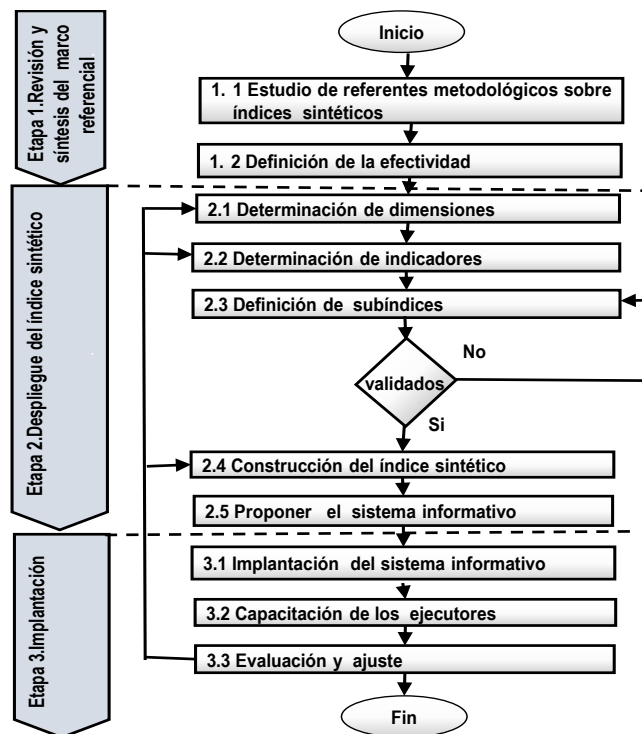 Etapa 1.Revisión y
síntesis del marco
referencial
Inicio
1. 1 Estudio de referentes metodológicos sobre
índices sintéticos
1. 2 Definición de la efectividad
Etapa 2.Despliegue del índice sintético
2.1 Determinación de dimensiones
2.2 Determinación de indicadores
2.3 Definición de subíndices
validados
No
Si
2.4 Construcción del índice sintético
2.5 Proponer el sistema informativo
Etapa 3.Implantación
3.1 Implantación del sistema informativo
3.2 Capacitación de los ejecutores
3.3 Evaluación y ajuste
Fin